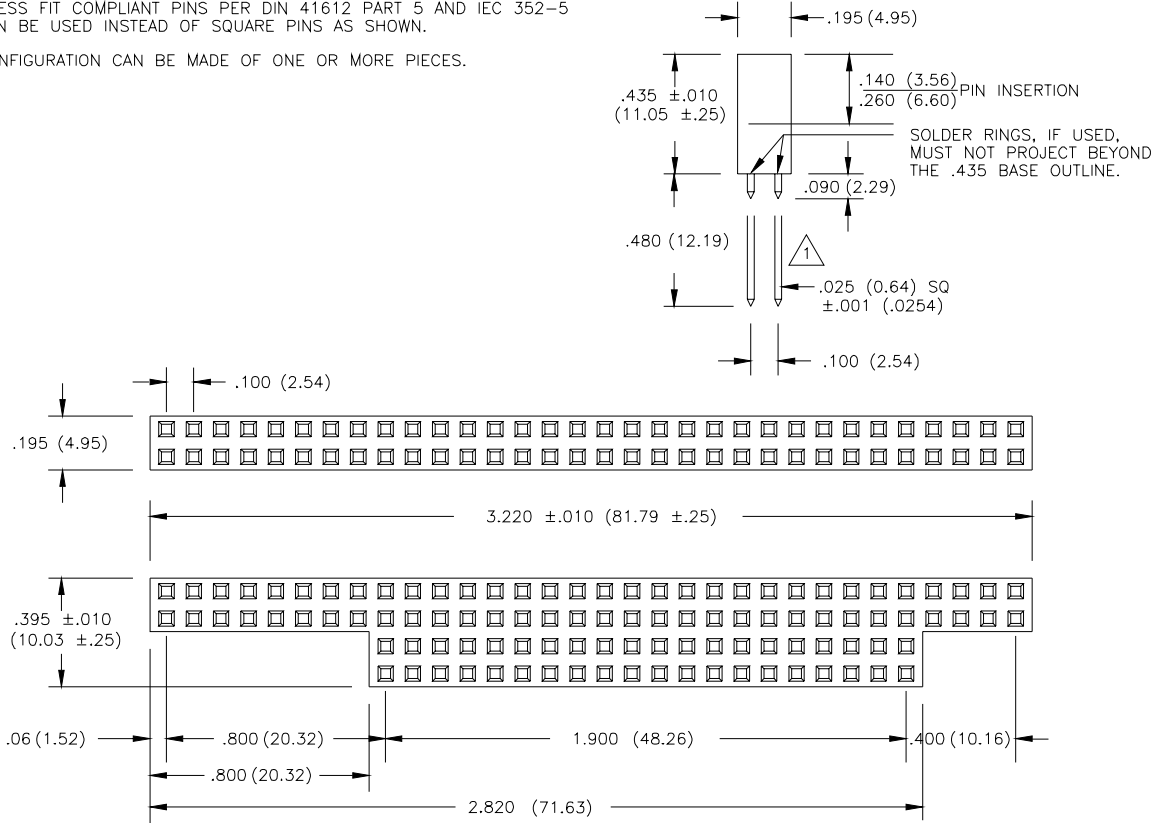 ESS FIT COMPLIANT PINS PER DIN 41612 PART 5 AND IEC 352-5
N BE USED INSTEAD OF SQUARE PINS AS SHOWN.
NFIGURATION CAN BE MADE OF ONE OR MORE PIECES.
.195 (4.95)
.435 ±.010
(11.05 ±.25)
.140 (3.56)
.260 (6.60)
PIN INSERTION
SOLDER RINGS, IF USED,
MUST NOT PROJECT BEYOND
THE .435 BASE OUTLINE.
.090 (2.29)
.480 (12.19)
1
.025 (0.64) SQ
±.001 (.0254)
.100 (2.54)
.100 (2.54)
.195 (4.95)
3.220 ±.010 (81.79 ±.25)
.395 ±.010
(10.03 ±.25)
.06 (1.52)
.800 (20.32)
1.900 (48.26)
.400 (10.16)
.800 (20.32)
2.820 (71.63)